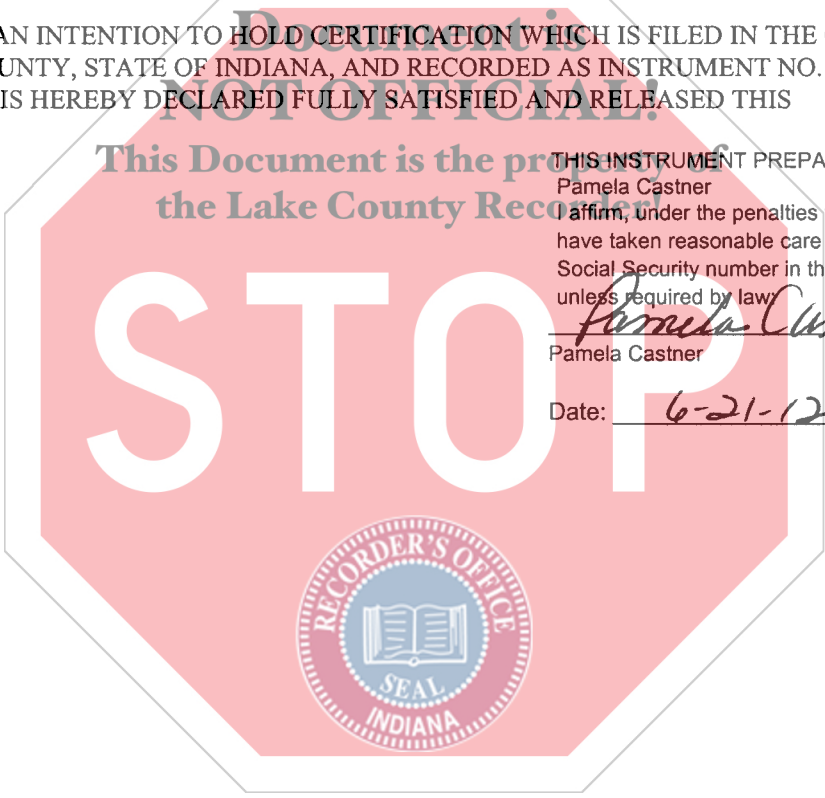 Document is
AN INTENTION TO HOLD CERTIFICATION WHICH IS FILED IN THE
UNTY, STATE OF INDIANA, AND RECORDED AS INSTRUMENT NO.
NOT OFFICIAL!
IS HEREBY DECLARED FULLY SATISFIED AND RELEASED THIS
This Document is the property of
the Lake County Recorder!
THIS INSTRUMENT PREPA
Pamela Castner
I affirm, under the penalties
have taken reasonable care
Social Security number in th
unless required by law.
Pamela Cas
Pamela Castner
Date: 6-21-12
STOP
RECORDER'S OFFICE
SEAL
INDIANA